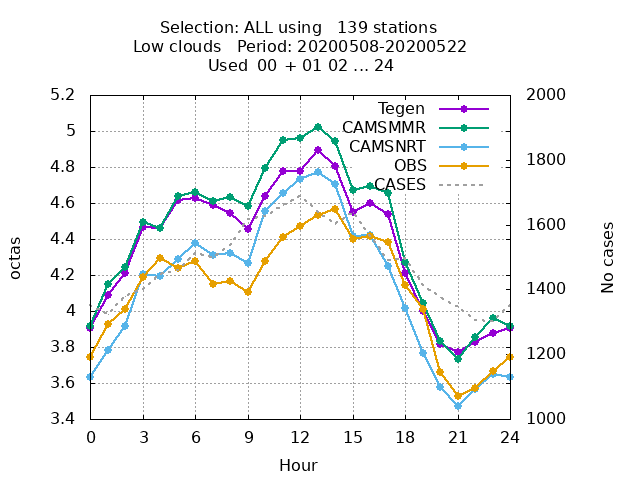 Selection: ALL using   139 stations
Low clouds   Period: 20200508-20200522
Used  00 + 01 02 ... 24
5.2
5
4.8
4.6
4.4
4.2
4
3.8
3.6
3.4
octas
2000
1800
1600
1400
1200
1000
No cases
Tegen
CAMSMMR
CAMSNRT
OBS
CASES
0 3 6 9 12 15 18 21 24
Hour